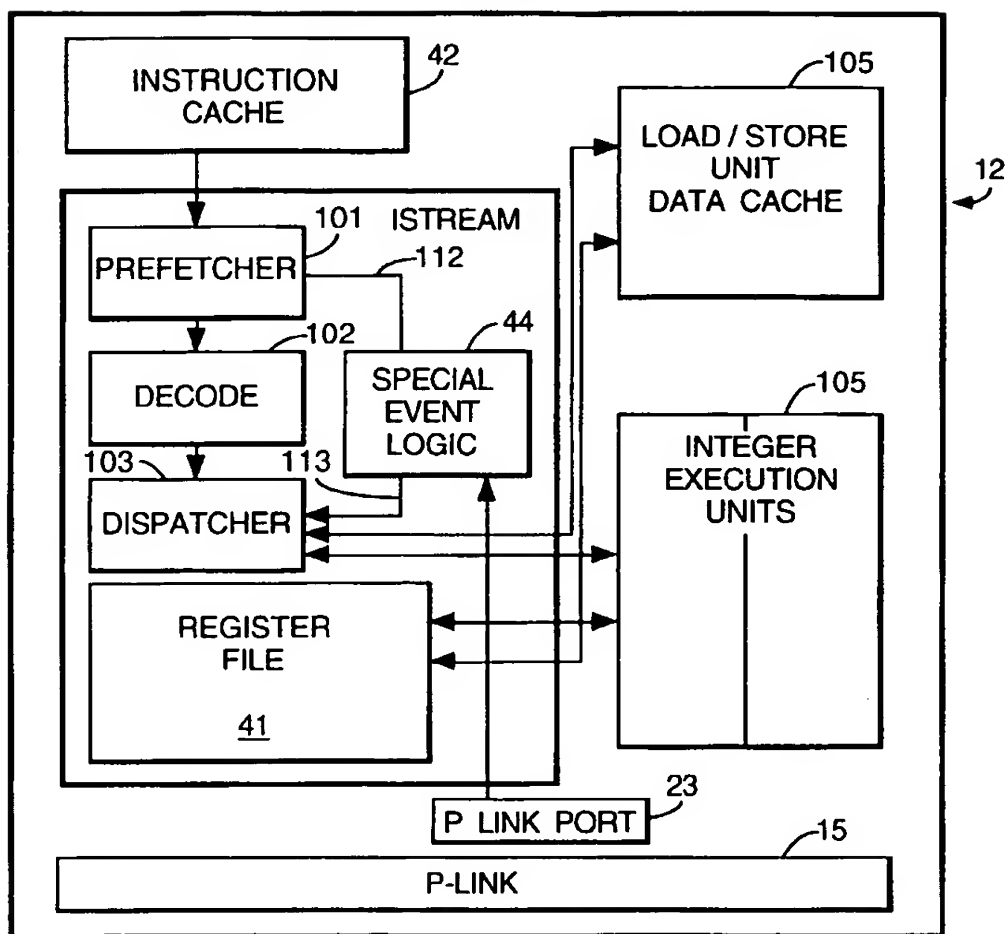 INSTRUCTION
CACHE
42
105
LOAD / STORE
UNIT
DATA CACHE
12
ISTREAM
101
PREFETCHER
112
102
DECODE
44
SPECIAL
EVENT
LOGIC
103
113
DISPATCHER
105
INTEGER
EXECUTION
UNITS
REGISTER
FILE
41
23
P LINK PORT
15
P-LINK